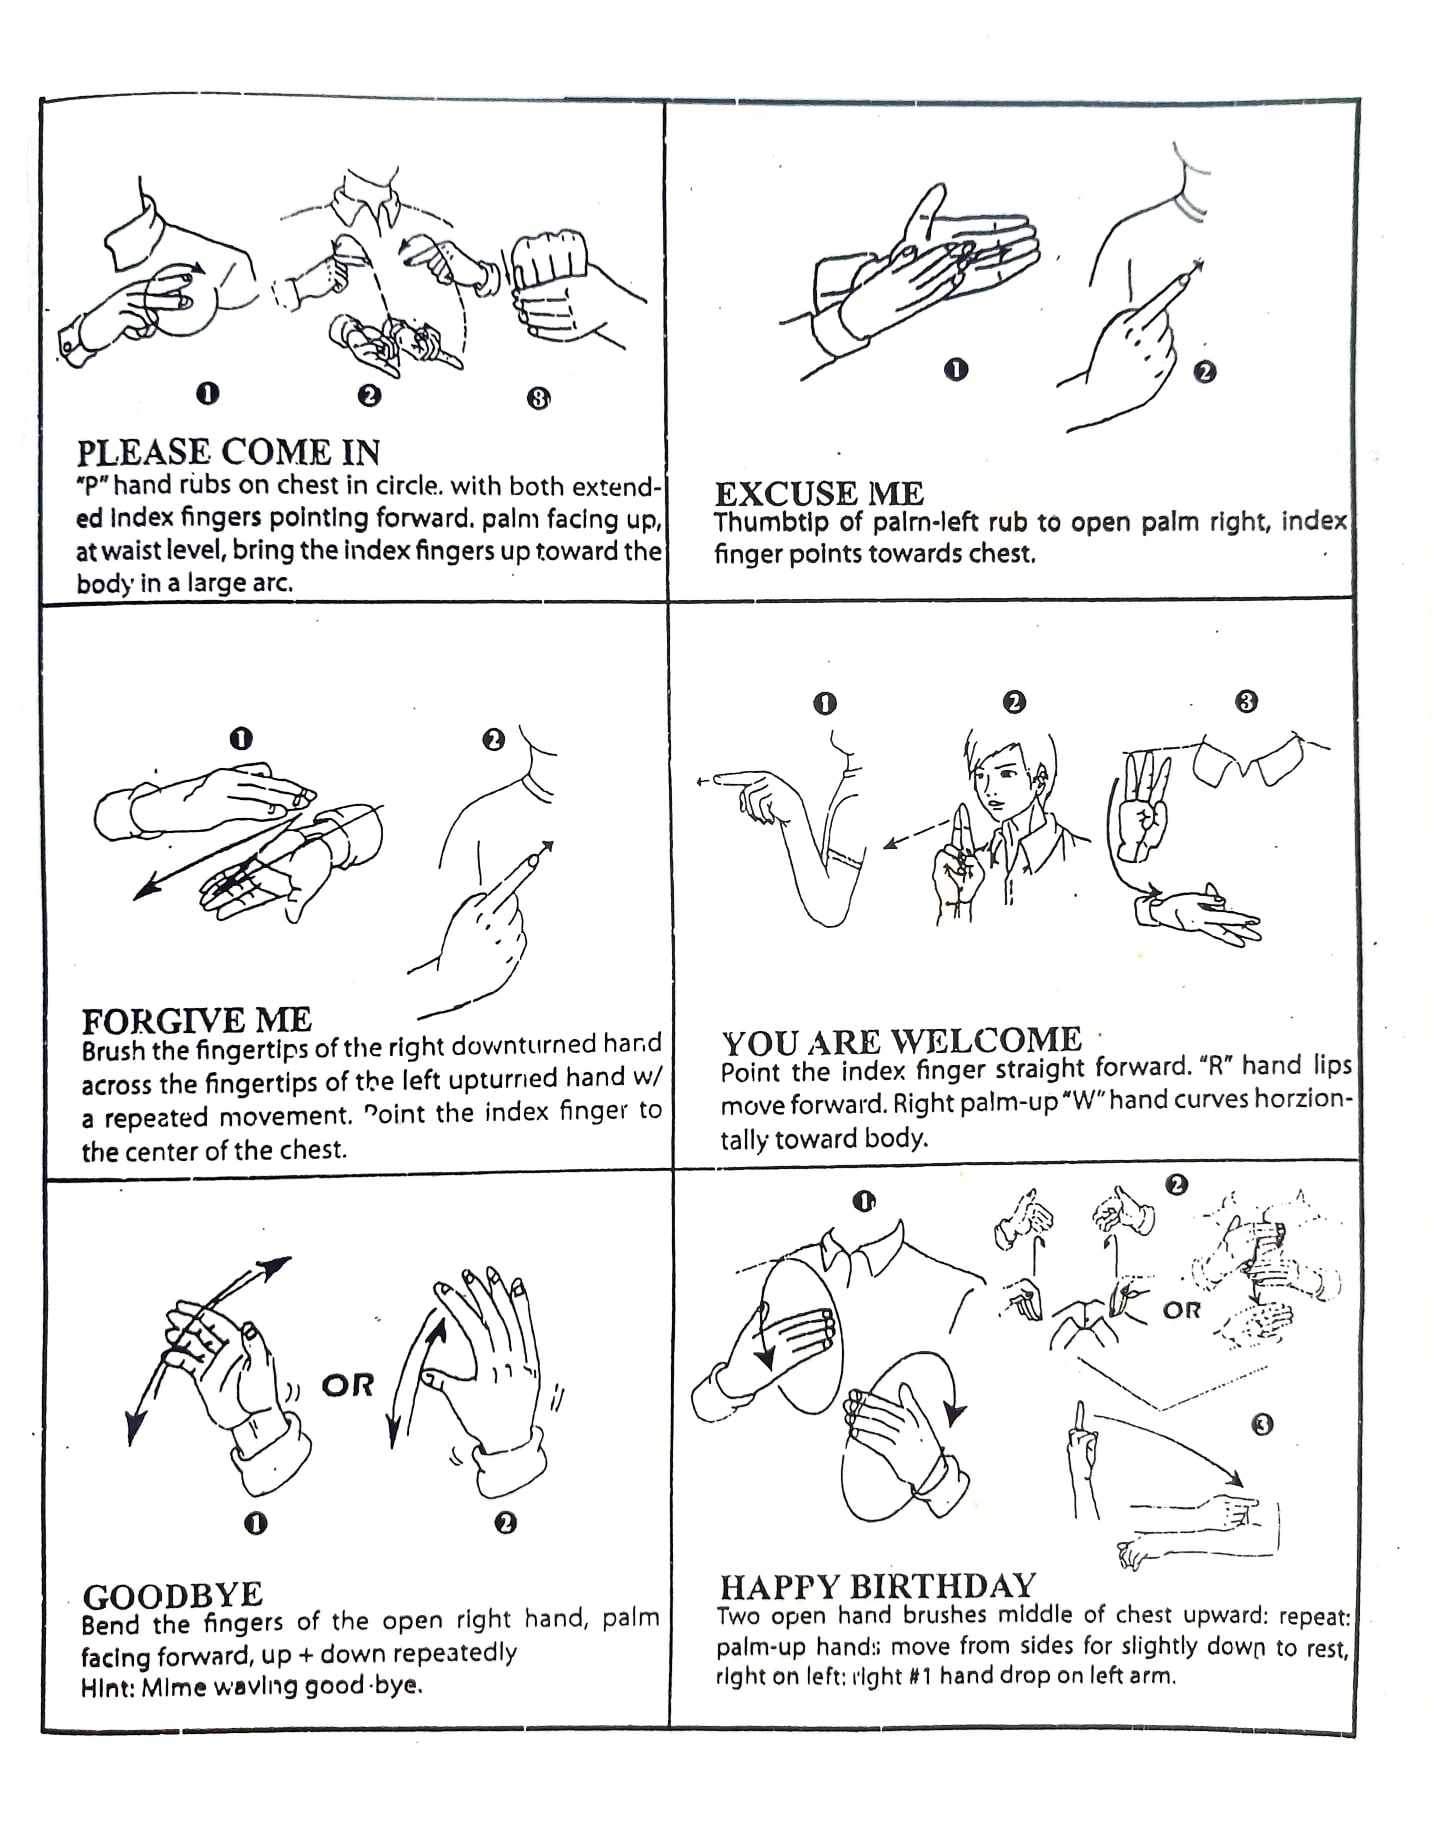 ❶
❷
❸
PLEASE COME IN
"P" hand rubs on chest in circle. with both extend-
ed Index fingers pointing forward. palm facing up,
at waist level, bring the index fingers up toward the
body in a large arc.
❶
❷
EXCUSE ME
Thumbtip of palm-left rub to open palm right, index
finger points towards chest.
❶
❷
FORGIVE ME
Brush the fingertips of the right downturned hand
across the fingertips of the left upturned hand w/
a repeated movement. Point the index finger to
the center of the chest.
❶
❷
❸
YOU ARE WELCOME
Point the index finger straight forward. "R" hand lips
move forward. Right palm-up "W" hand curves horzion-
tally toward body.
OR
❶
❷
GOODBYE
Bend the fingers of the open right hand, palm
facing forward, up + down repeatedly
Hint: Mime waving good-bye.
❶
❷
OR
❸
HAPPY BIRTHDAY
Two open hand brushes middle of chest upward: repeat:
palm-up hands move from sides for slightly down to rest,
right on left: right #1 hand drop on left arm.